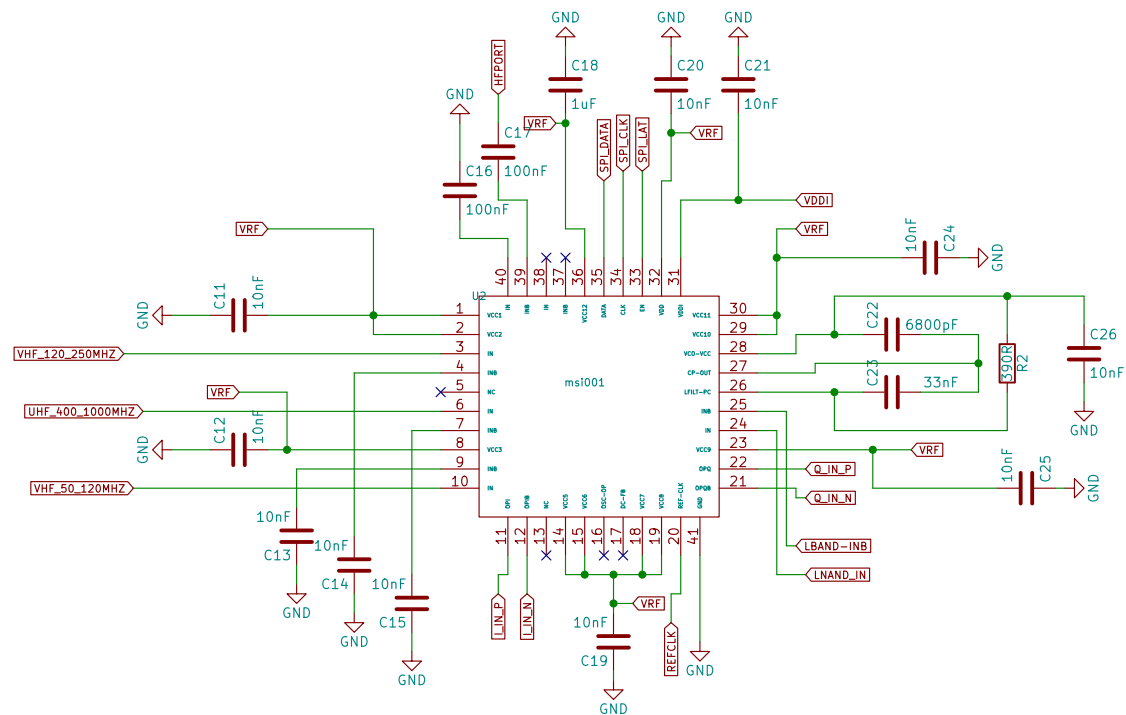 GND
GND
GND
C18
1uF
C20
10nF
C21
10nF
HFPORT
GND
VRF
C17
100nF
SPI_DATA
SPI_CLK
SPI_LAT
VRF
C16
100nF
VDDI
VRF
VRF
10nF
C24
GND
40
39
38
37
36
35
34
33
32
31
IN
INB
IN
INB
VCC12
DATA
CLK
EN
VDD
VDDI
U2
msi001
GND
C11
10nF
1
VCC1
2
VCC2
VHF_120_250MHZ
3
IN
4
INB
VRF
5
NC
UHF_400_1000MHZ
6
IN
7
INB
GND
C12
10nF
8
VCC3
9
INB
VHF_50_120MHZ
10
IN
VCC11
30
VCC10
29
VCO-VCC
28
CP-OUT
27
LFILT-PC
26
INB
25
IN
24
VCC9
23
OPQ
22
OPQB
21
C22
6800pF
C23
33nF
390R
R2
C26
10nF
GND
VRF
Q_IN_P
Q_IN_N
10nF
C25
GND
LBAND-INB
LNAND_IN
OPI
OPIB
NC
VCC5
VCC6
OSC-OP
DC-FB
VCC7
VCC8
REF-CLK
GND
11
12
13
14
15
16
17
18
19
20
41
10nF
C13
GND
10nF
C14
GND
10nF
C15
GND
I_IN_P
I_IN_N
VRF
10nF
C19
GND
REFCLK
GND